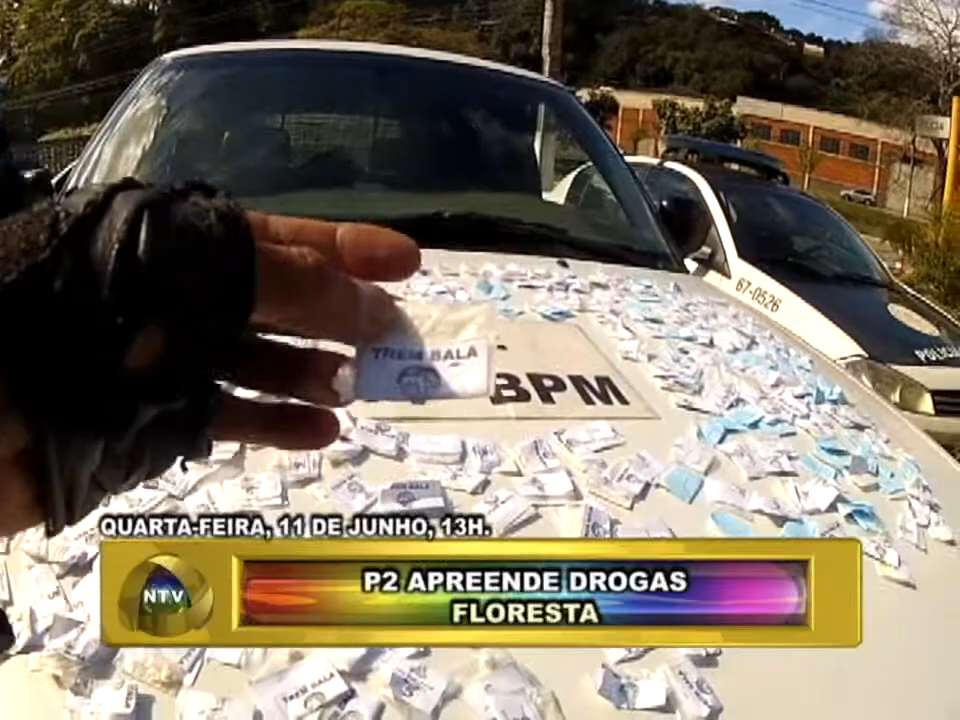 67-0526
POLICIA
TREM BALA
BPM
QUARTA-FEIRA, 11 DE JUNHO, 13H.
NTV
P2 APREENDE DROGAS
FLORESTA
TREM BALA